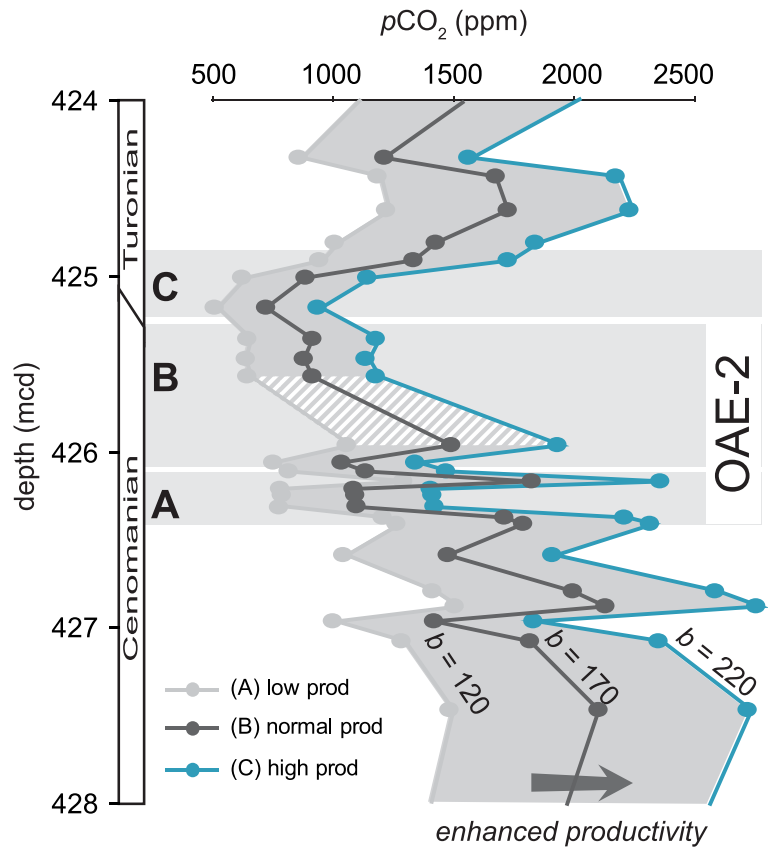 pCO₂ (ppm)
500 1000 1500 2000 2500
424
425
426
427
428
depth (mcd)
Turonian
Cenomanian
C
B
A
OAE-2
b = 120
b = 170
b = 220
(A) low prod
(B) normal prod
(C) high prod
enhanced productivity